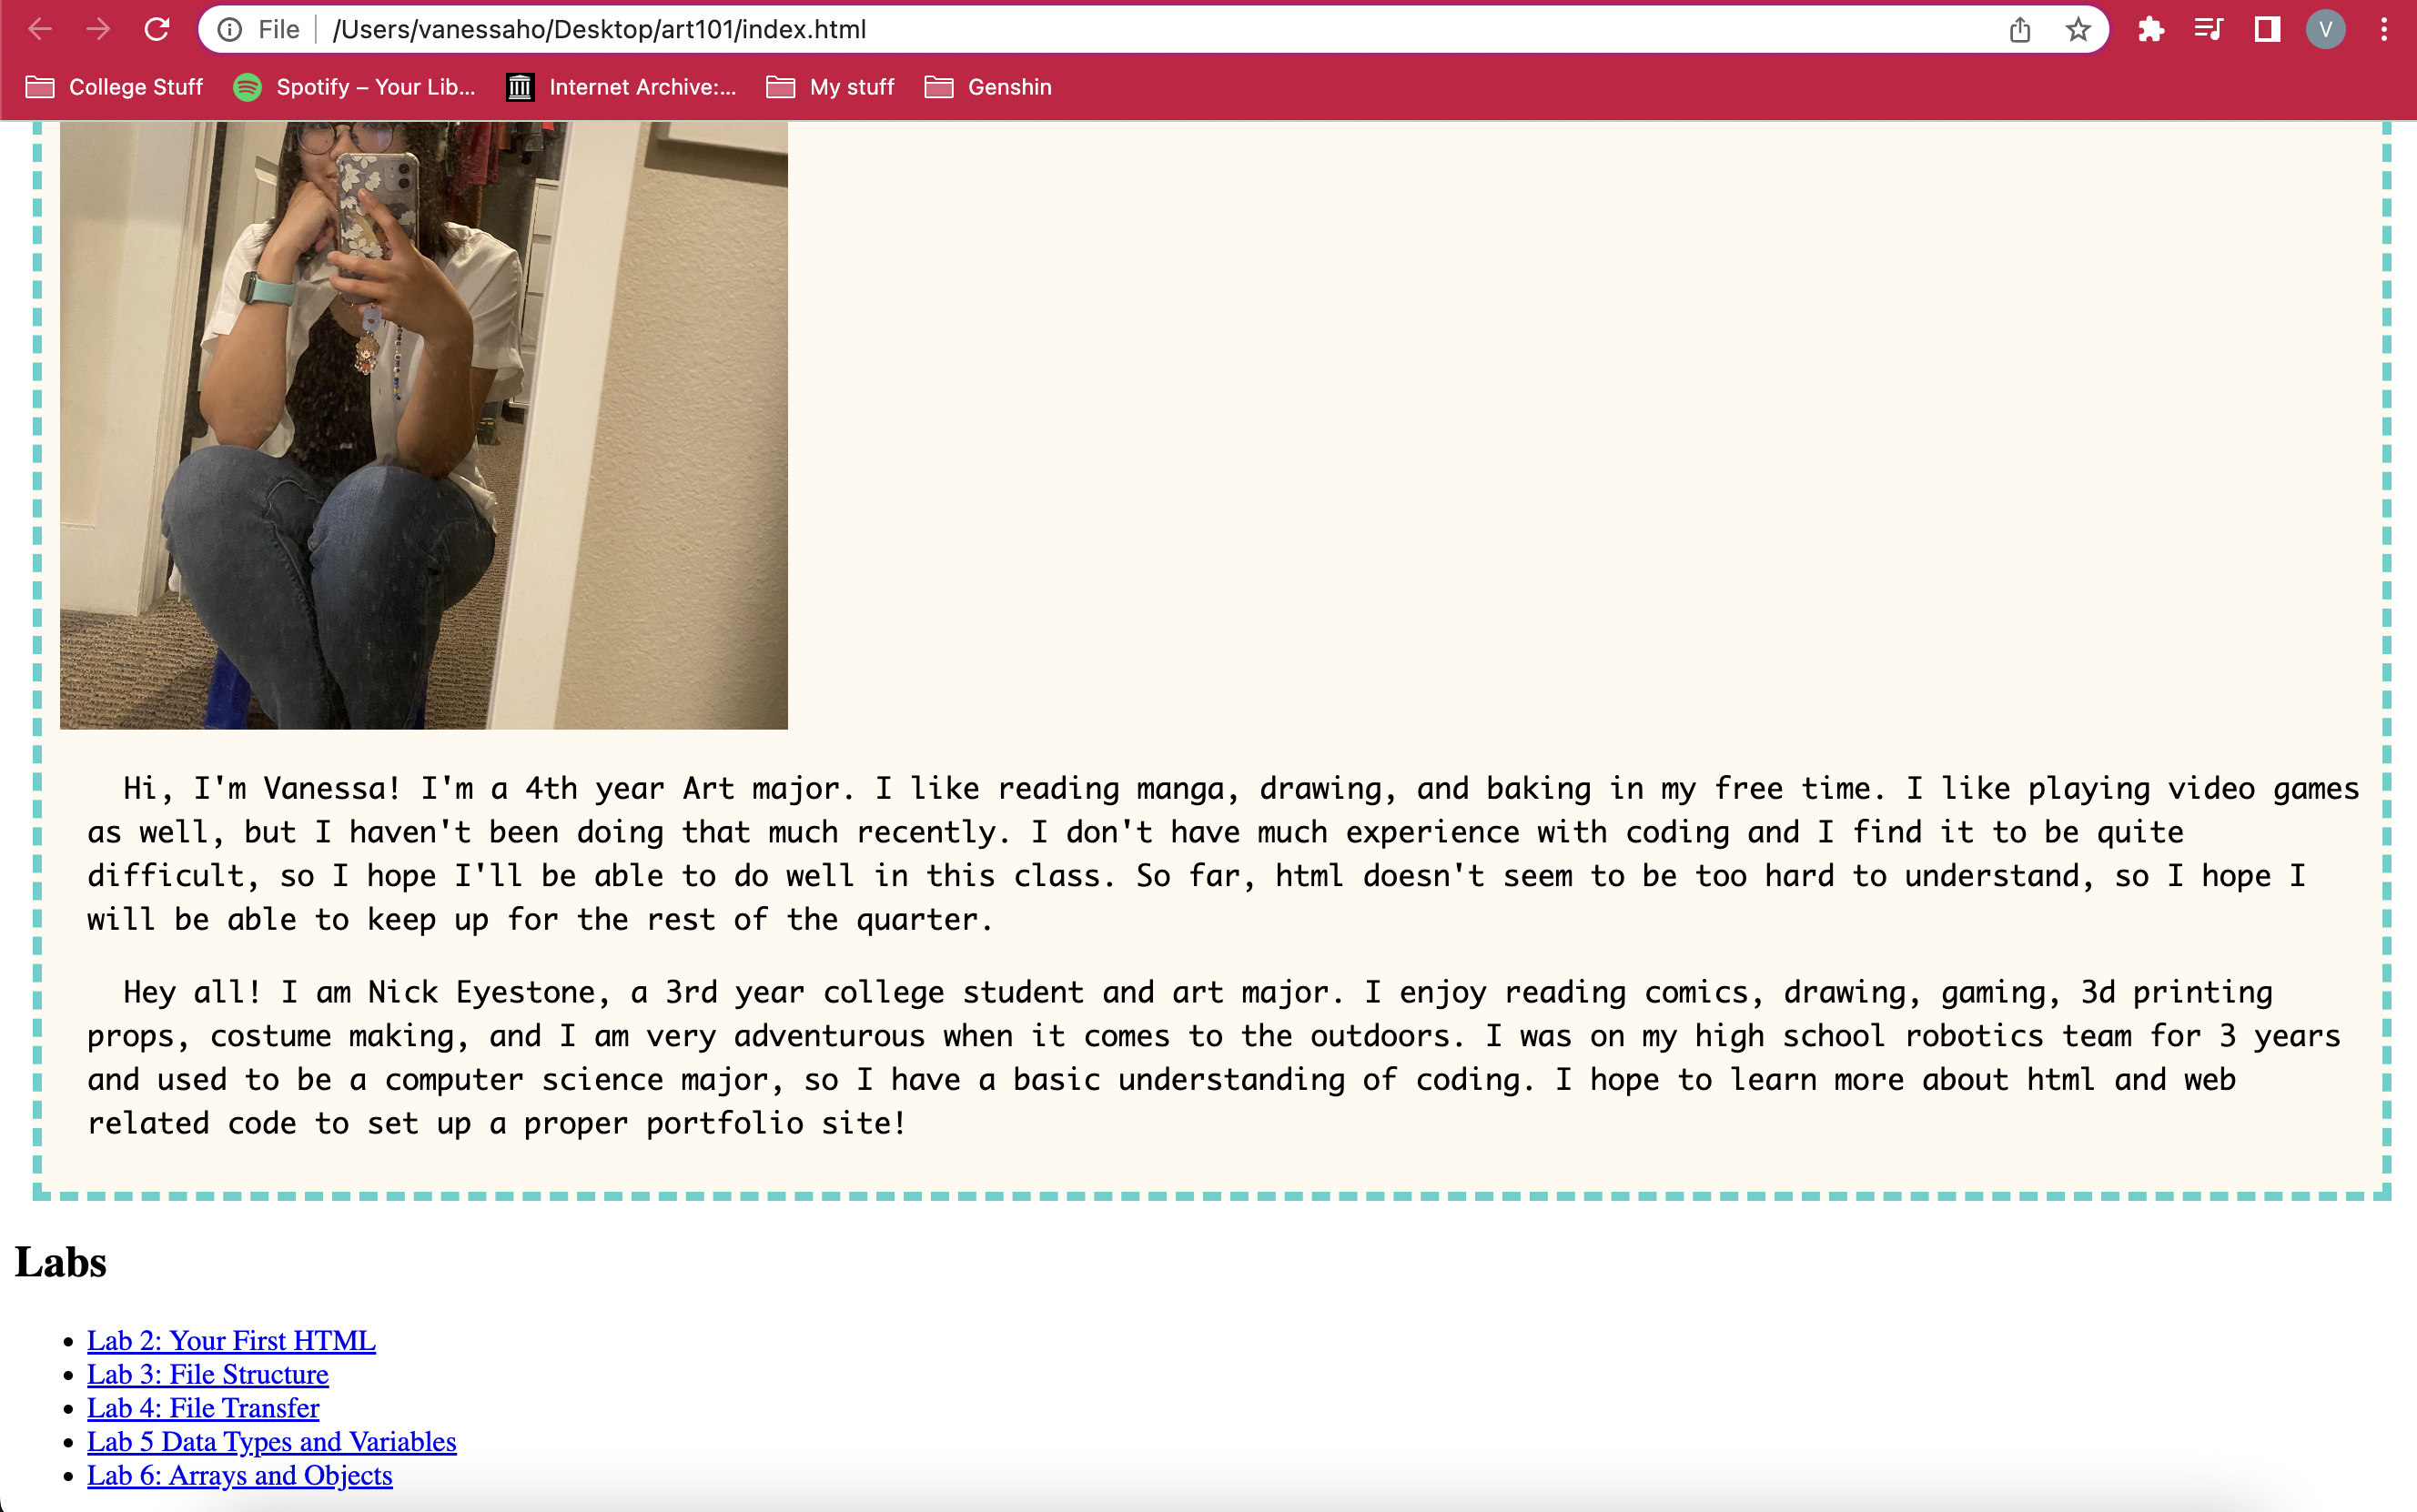 File /Users/vanessaho/Desktop/art101/index.html
V
College Stuff Spotify – Your Lib... Internet Archive:... My stuff Genshin
Hi, I'm Vanessa! I'm a 4th year Art major. I like reading manga, drawing, and baking in my free time. I like playing video games
as well, but I haven't been doing that much recently. I don't have much experience with coding and I find it to be quite
difficult, so I hope I'll be able to do well in this class. So far, html doesn't seem to be too hard to understand, so I hope I
will be able to keep up for the rest of the quarter.
Hey all! I am Nick Eyestone, a 3rd year college student and art major. I enjoy reading comics, drawing, gaming, 3d printing
props, costume making, and I am very adventurous when it comes to the outdoors. I was on my high school robotics team for 3 years
and used to be a computer science major, so I have a basic understanding of coding. I hope to learn more about html and web
related code to set up a proper portfolio site!
Labs
Lab 2: Your First HTML
Lab 3: File Structure
Lab 4: File Transfer
Lab 5 Data Types and Variables
Lab 6: Arrays and Objects